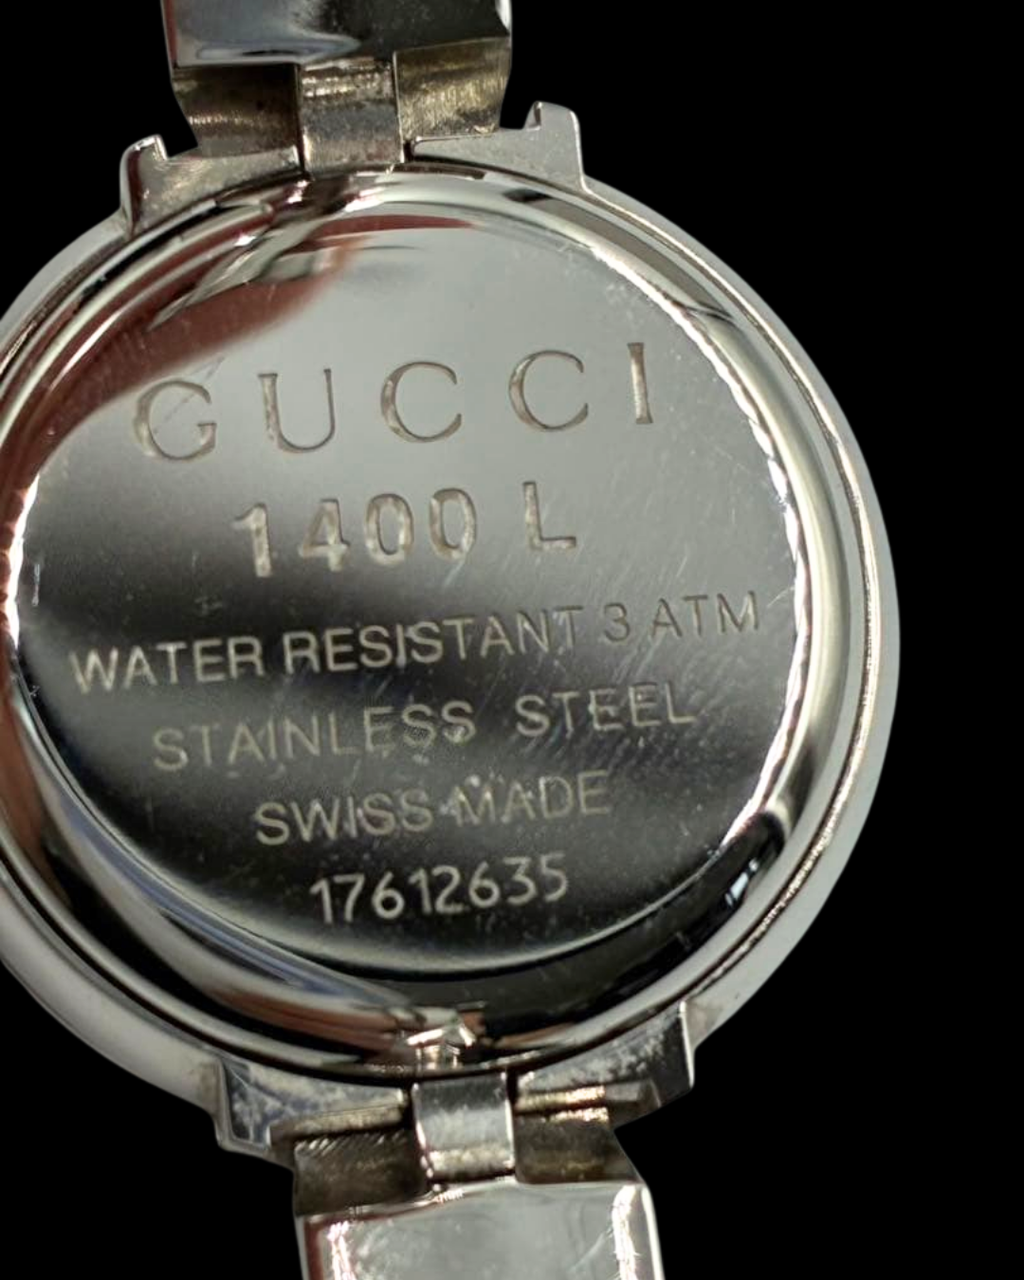 GUCCI
1400 L
WATER RESISTANT 3 ATM
STAINLESS STEEL
SWISS MADE
17612635